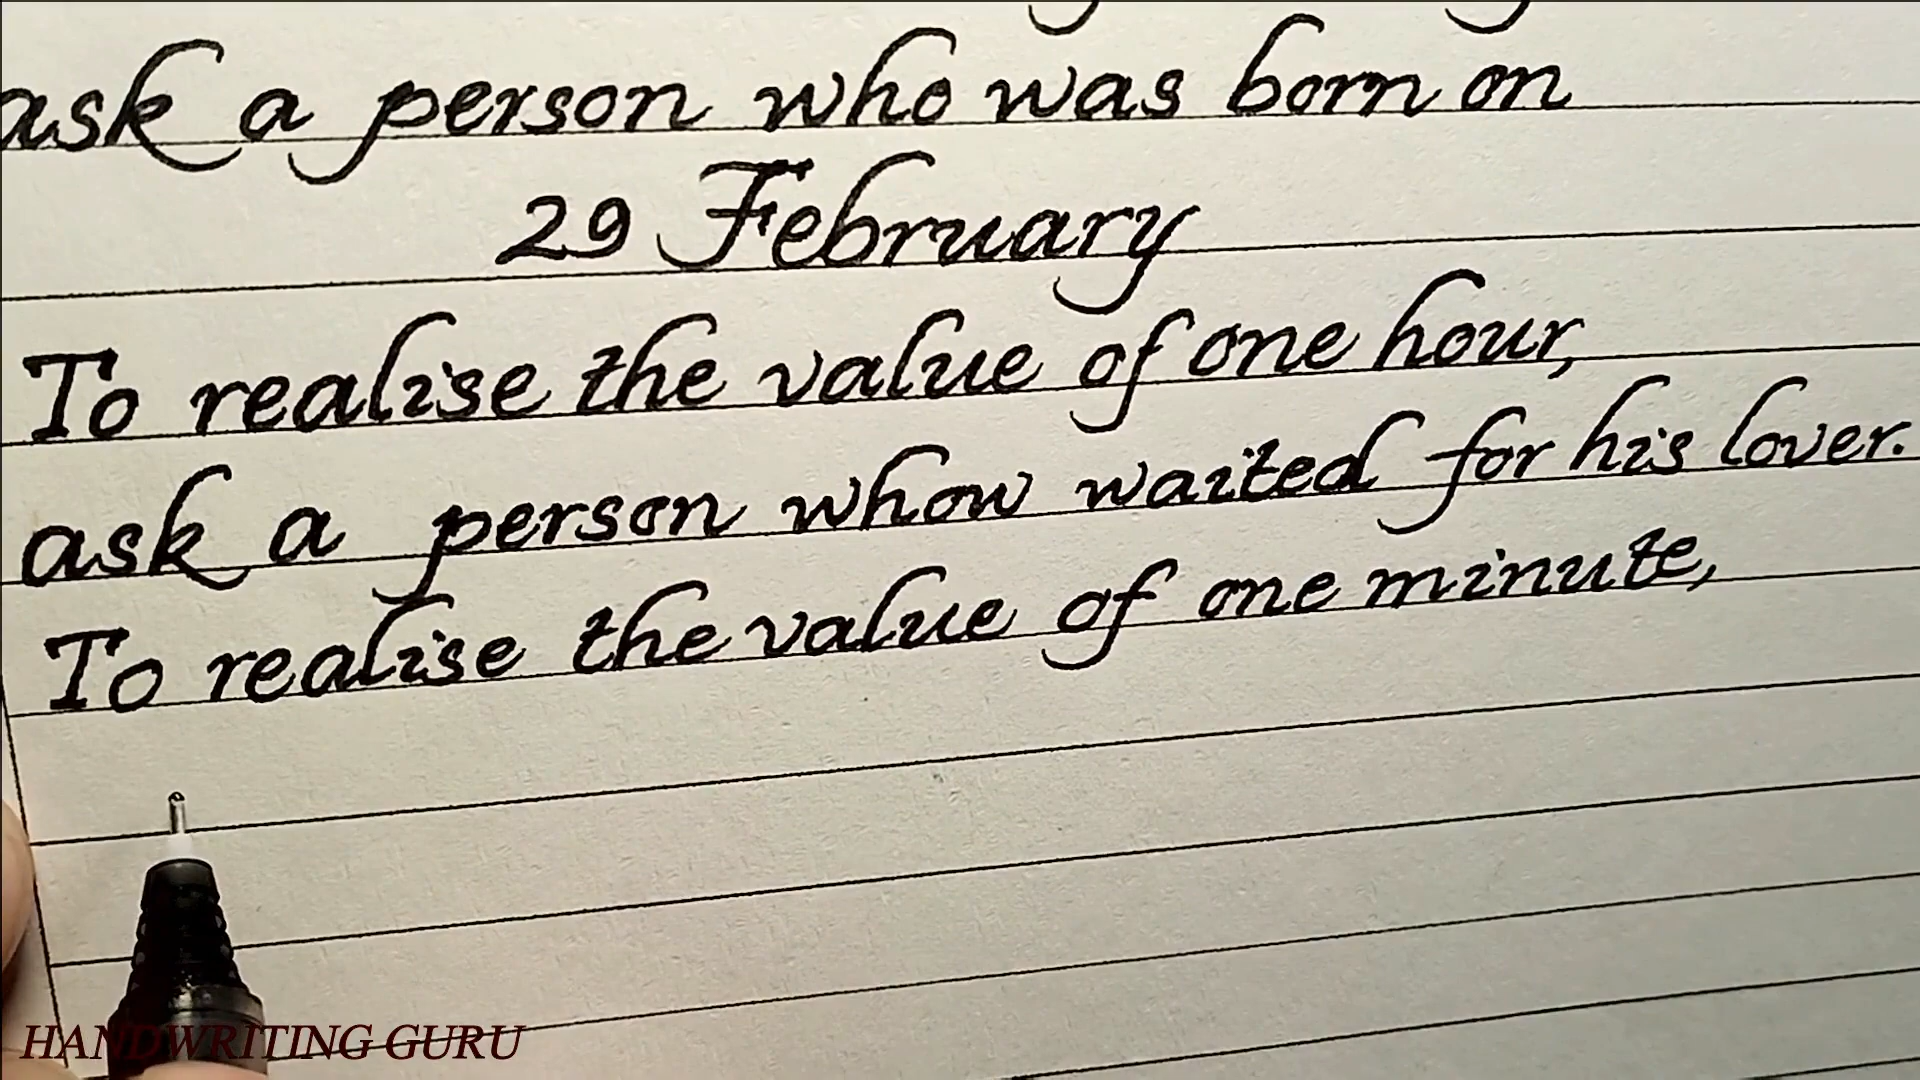 ask a person who was born on
29 February
To realise the value of one hour,
ask a person whow waited for his lover.
To realise the value of one minute,
HANDWRITING GURU